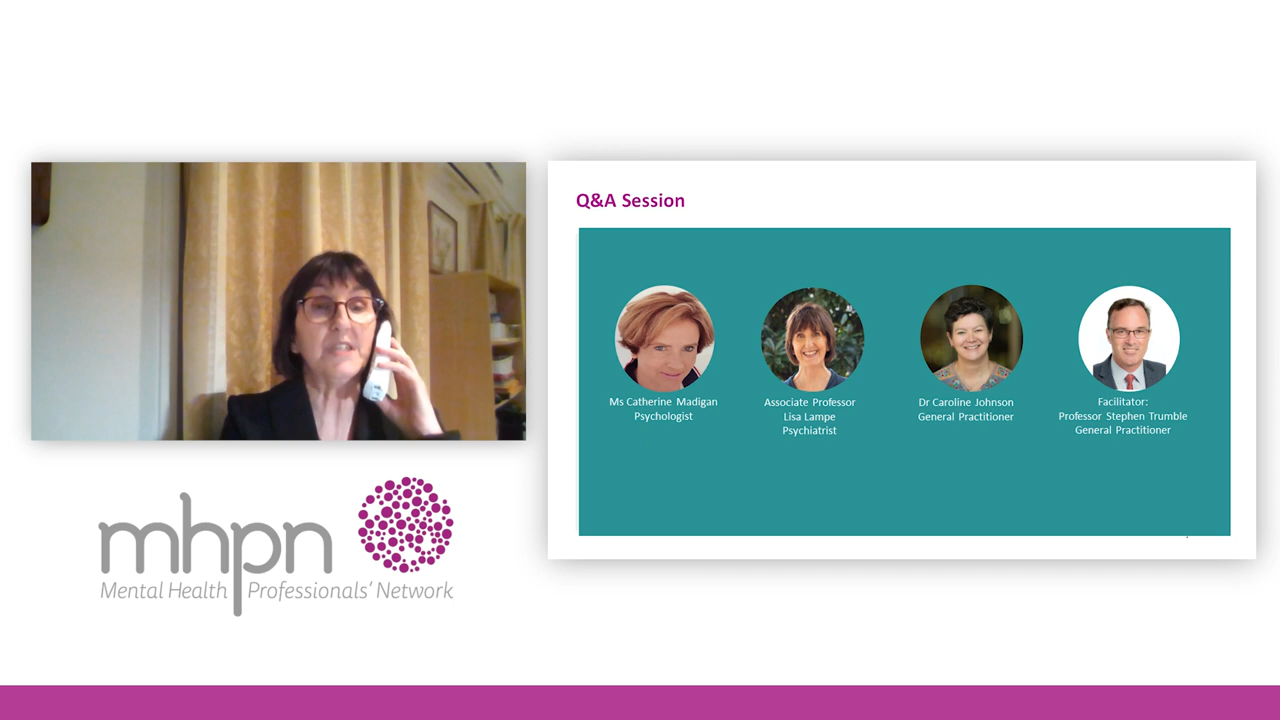 Q&A Session
Ms Catherine Madigan
Psychologist
Associate Professor
Lisa Lampe
Psychiatrist
Dr Caroline Johnson
General Practitioner
Facilitator:
Professor Stephen Trumble
General Practitioner
mhpn
Mental Health Professionals' Network